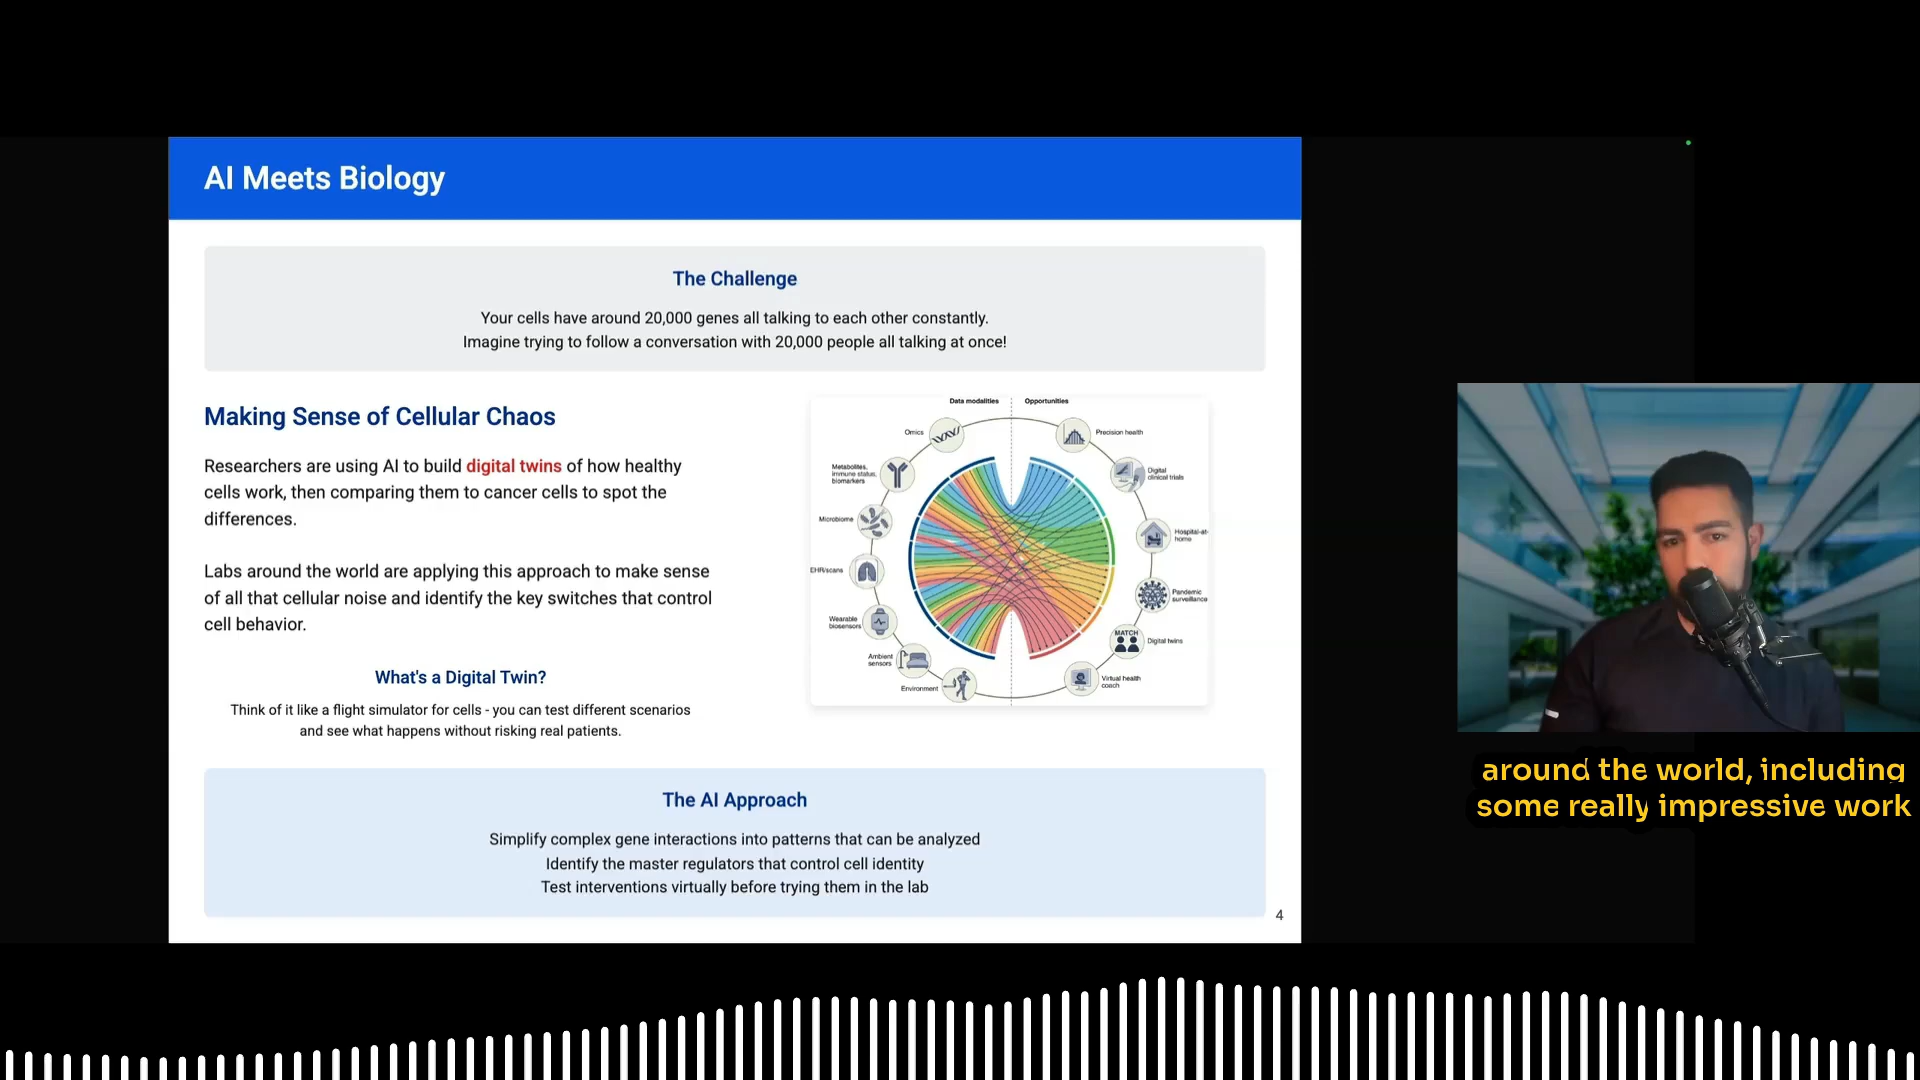 AI Meets Biology
The Challenge
Your cells have around 20,000 genes all talking to each other constantly.
Imagine trying to follow a conversation with 20,000 people all talking at once!
Making Sense of Cellular Chaos
Researchers are using AI to build digital twins of how healthy
cells work, then comparing them to cancer cells to spot the
differences.
Labs around the world are applying this approach to make sense
of all that cellular noise and identify the key switches that control
cell behavior.
What's a Digital Twin?
Think of it like a flight simulator for cells - you can test different scenarios
and see what happens without risking real patients.
Data modalities
Opportunities
Omics
Metabolites,
immune status,
biomarkers
Microbiome
EHR/scans
Wearable
biosensors
Ambient
sensors
Environment
Precision health
Digital
clinical trials
Hospital-at-
home
Pandemic
surveillance
MATCH
Digital twins
Virtual health
coach
The AI Approach
Simplify complex gene interactions into patterns that can be analyzed
Identify the master regulators that control cell identity
Test interventions virtually before trying them in the lab
4
around the world, including
some really impressive work